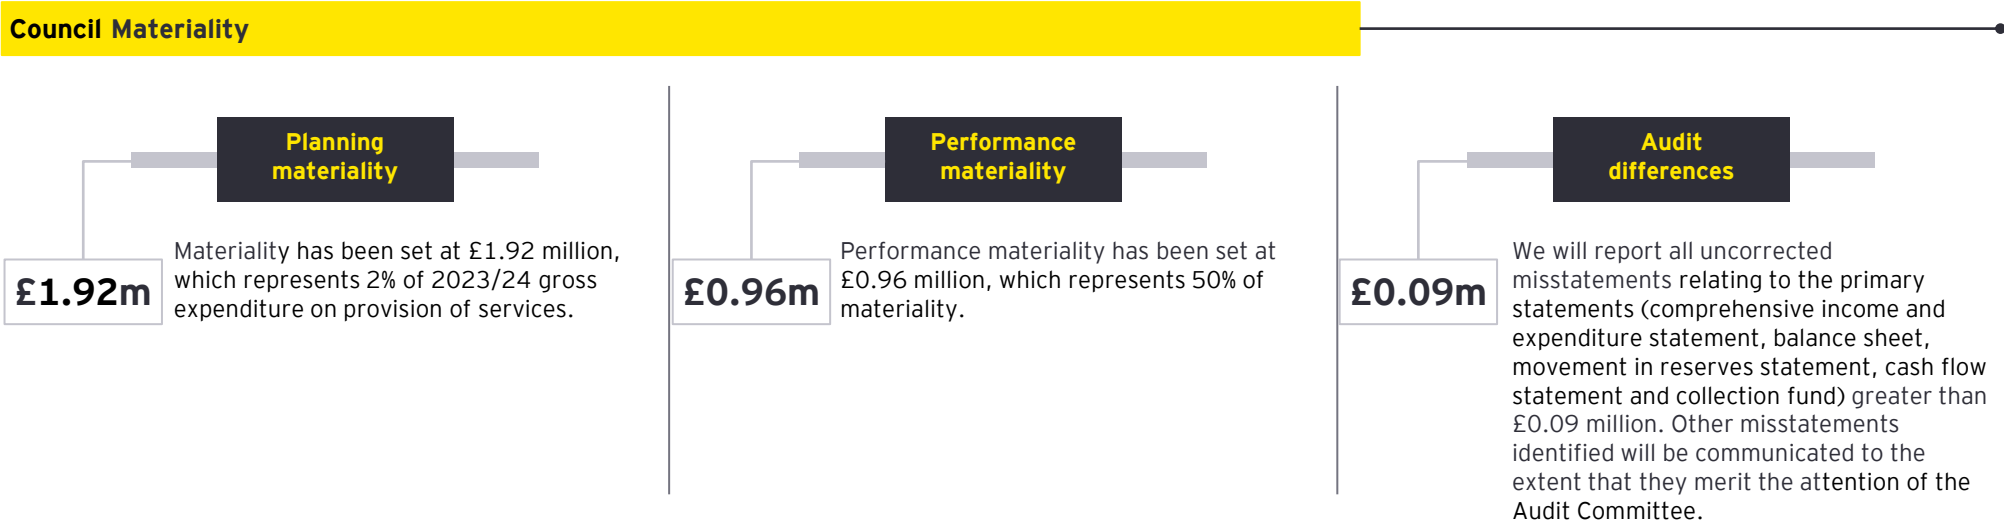 Council Materiality
Planning
materiality
£1.92m
Materiality has been set at £1.92 million,
which represents 2% of 2023/24 gross
expenditure on provision of services.
Performance
materiality
£0.96m
Performance materiality has been set at
£0.96 million, which represents 50% of
materiality.
Audit
differences
£0.09m
We will report all uncorrected
misstatements relating to the primary
statements (comprehensive income and
expenditure statement, balance sheet,
movement in reserves statement, cash flow
statement and collection fund) greater than
£0.09 million. Other misstatements
identified will be communicated to the
extent that they merit the attention of the
Audit Committee.